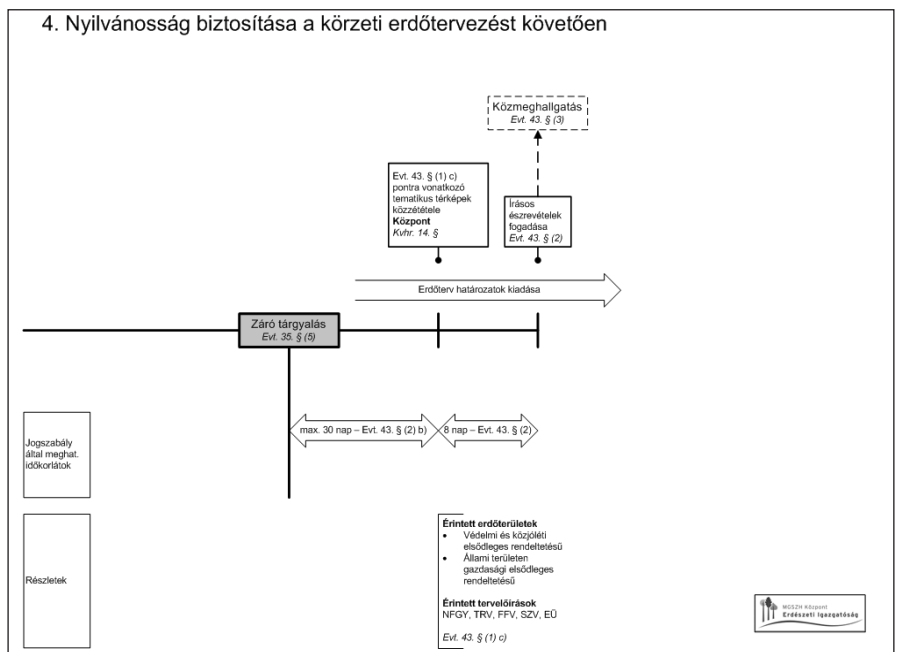 4. Nyilvánosság biztosítása a körzeti erdőtervezést követően
Közmeghallgatás
Evt. 43. § (3)
Evt. 43. § (1) c)
pontra vonatkozó
tematikus térképek
közzététele
Központ
Kvhr. 14. §
Írásos
észrevételek
fogadása
Evt. 43. § (2)
Erdőterv határozatok kiadása
Záró tárgyalás
Evt. 35. § (5)
Jogszabály
által meghat.
időkorlátok
max. 30 nap – Evt. 43. § (2) b)
8 nap – Evt. 43. § (2)
Részletek
Érintett erdőterületek
• Védelmi és közjóléti
elsődleges rendeltetésű
• Állami területen
gazdasági elsődleges
rendeltetésű
Érintett tervelőírások
NFGY, TRV, FFV, SZV, EÜ
Evt. 43. § (1) c)
MGSZH Központ
Erdészeti Igazgatóság